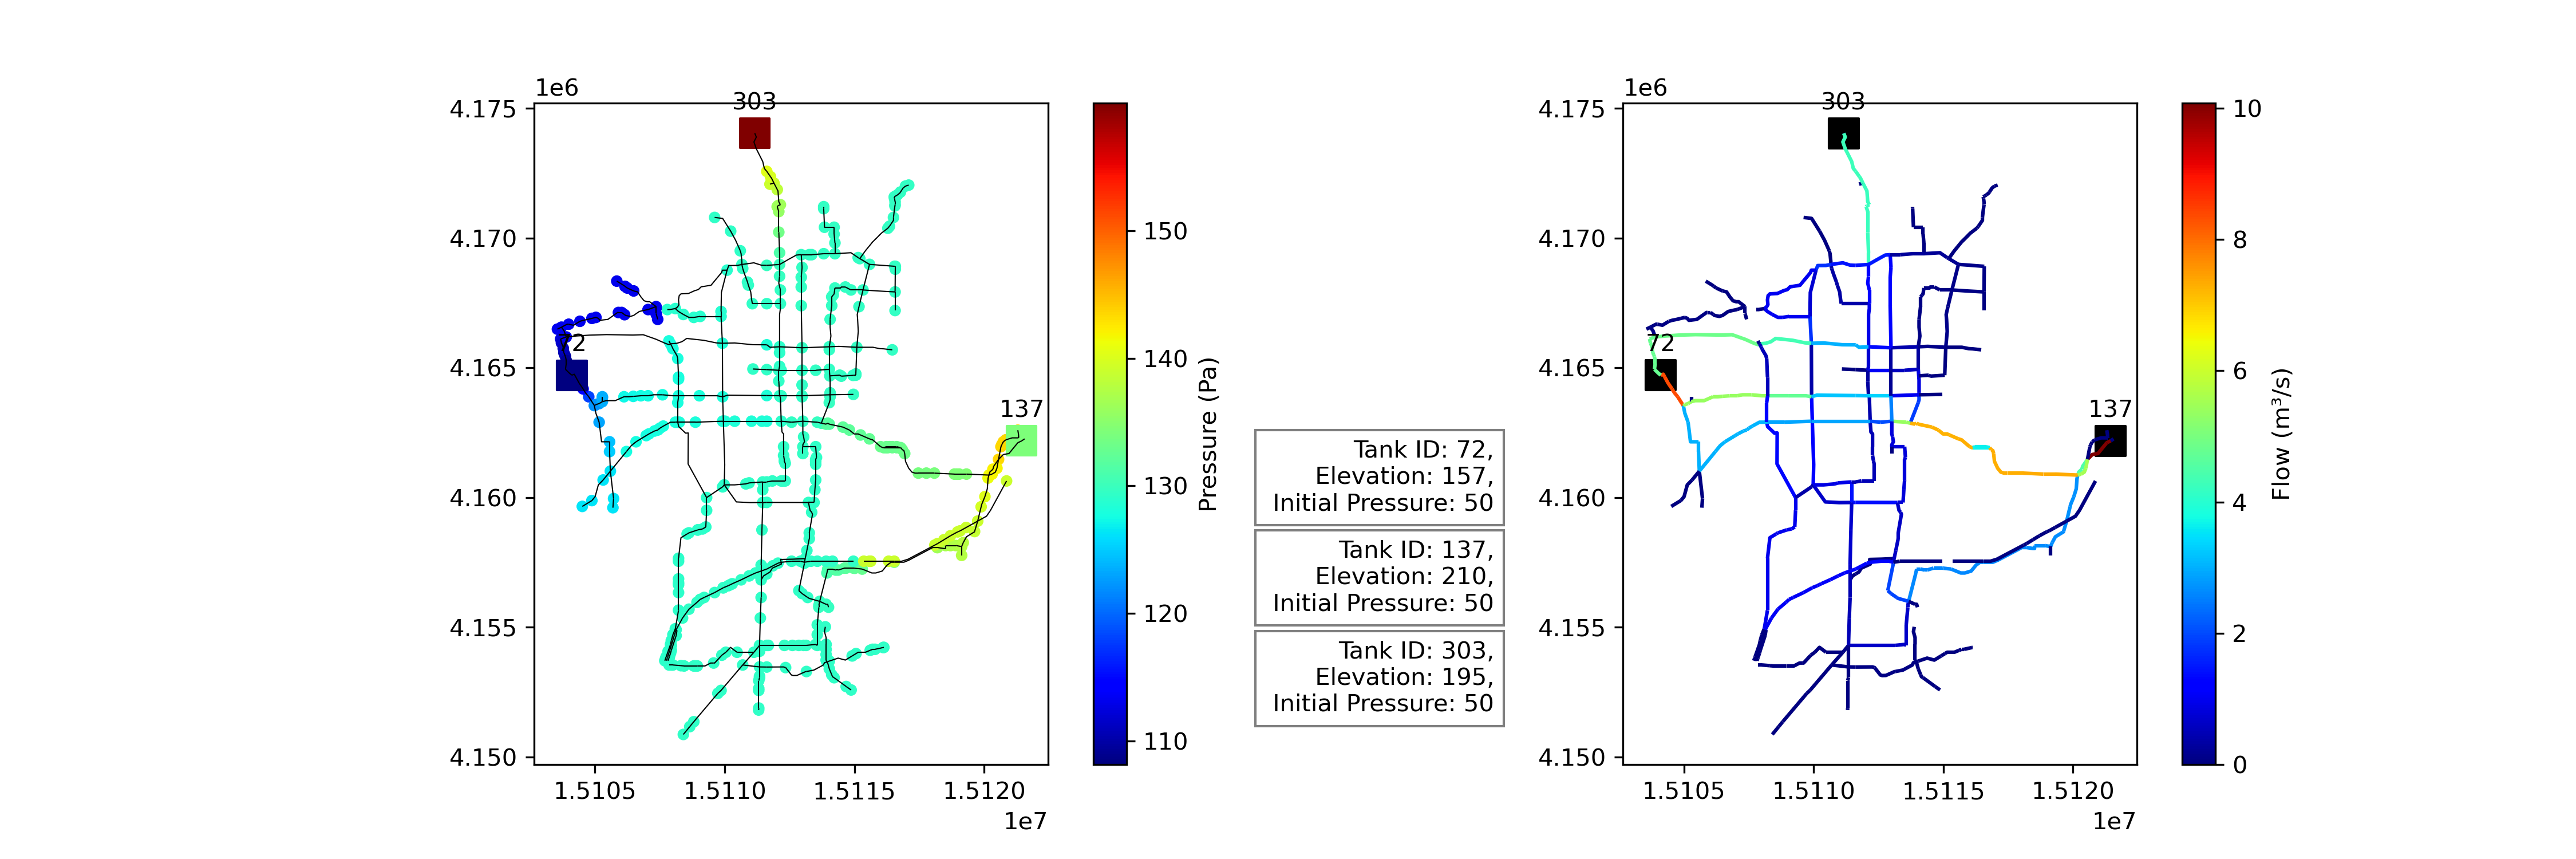 1e6
303
4.175
4.170
4.165
4.160
4.155
4.150
2
137
1.5105 1.5110 1.5115 1.5120
1e7
150
140
130
120
110
Pressure (Pa)
Tank ID: 72,
Elevation: 157,
Initial Pressure: 50
Tank ID: 137,
Elevation: 210,
Initial Pressure: 50
Tank ID: 303,
Elevation: 195,
Initial Pressure: 50
1e6
303
4.175
4.170
4.165
4.160
4.155
4.150
72
137
1.5105 1.5110 1.5115 1.5120
1e7
10
8
6
4
2
0
Flow (m³/s)